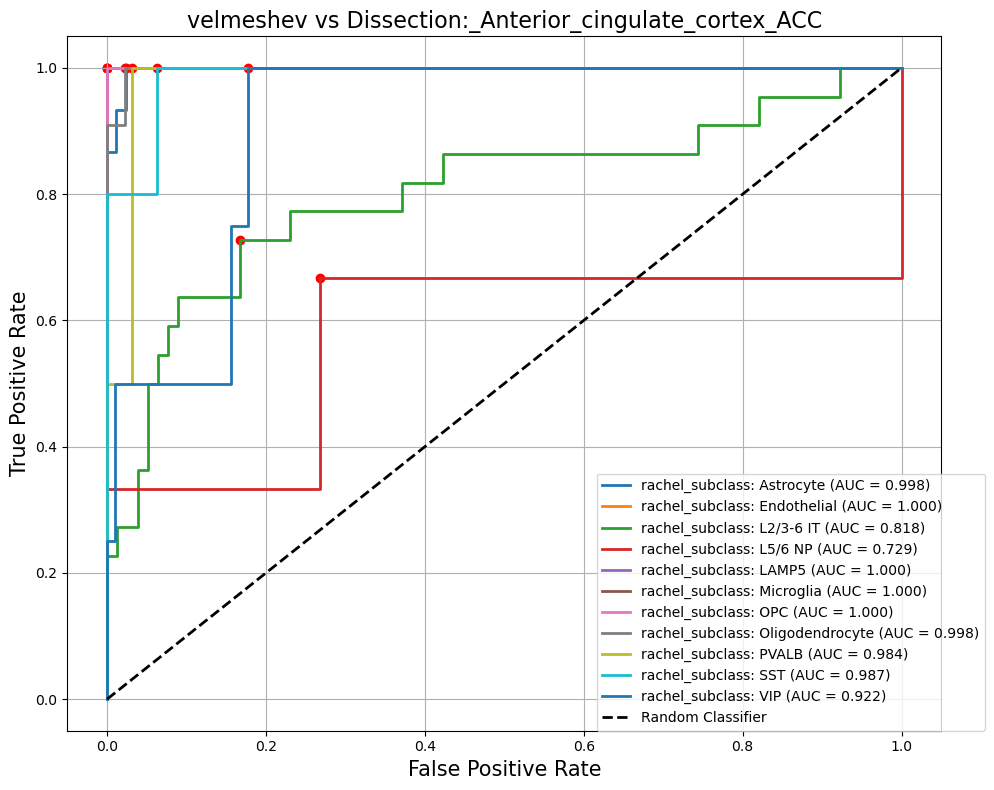 velmeshev vs Dissection:_Anterior_cingulate_cortex_ACC
True Positive Rate
1.0
0.8
0.6
0.4
0.2
0.0
rachel_subclass: Astrocyte (AUC = 0.998)
rachel_subclass: Endothelial (AUC = 1.000)
rachel_subclass: L2/3-6 IT (AUC = 0.818)
rachel_subclass: L5/6 NP (AUC = 0.729)
rachel_subclass: LAMP5 (AUC = 1.000)
rachel_subclass: Microglia (AUC = 1.000)
rachel_subclass: OPC (AUC = 1.000)
rachel_subclass: Oligodendrocyte (AUC = 0.998)
rachel_subclass: PVALB (AUC = 0.984)
rachel_subclass: SST (AUC = 0.987)
rachel_subclass: VIP (AUC = 0.922)
Random Classifier
0.0 0.2 0.4 0.6 0.8 1.0
False Positive Rate